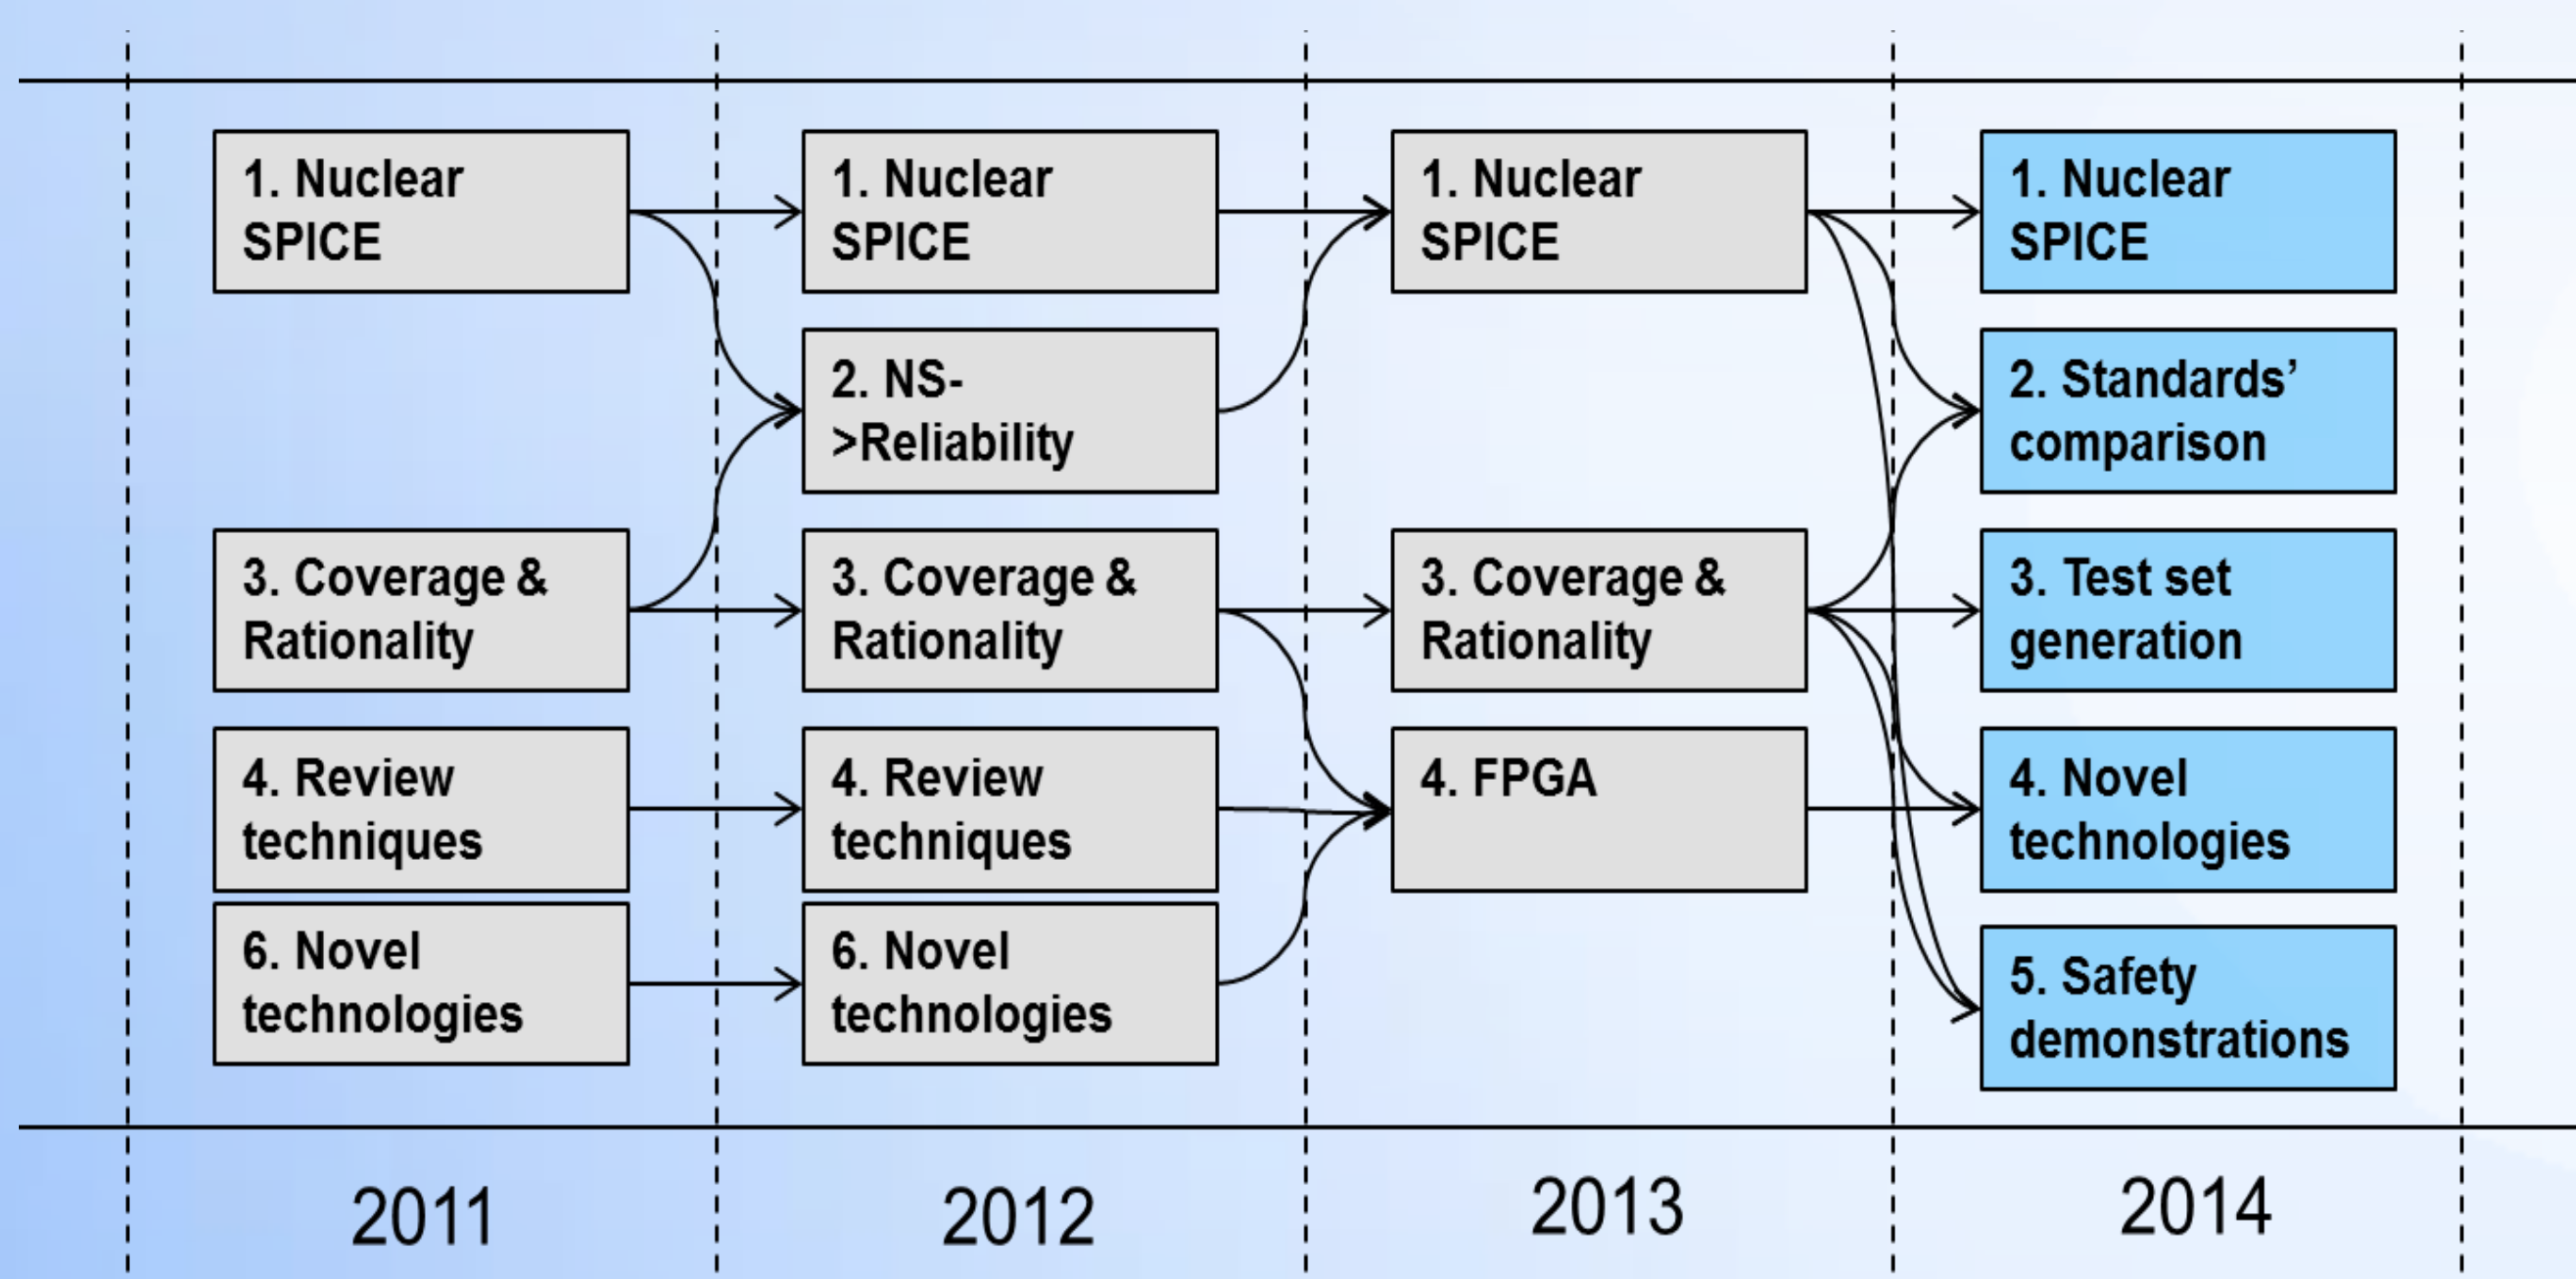 1. Nuclear
SPICE
3. Coverage &
Rationality
4. Review
techniques
6. Novel
technologies
1. Nuclear
SPICE
2. NS-
>Reliability
3. Coverage &
Rationality
4. Review
techniques
6. Novel
technologies
1. Nuclear
SPICE
3. Coverage &
Rationality
4. FPGA
1. Nuclear
SPICE
2. Standards’
comparison
3. Test set
generation
4. Novel
technologies
5. Safety
demonstrations
2011
2012
2013
2014